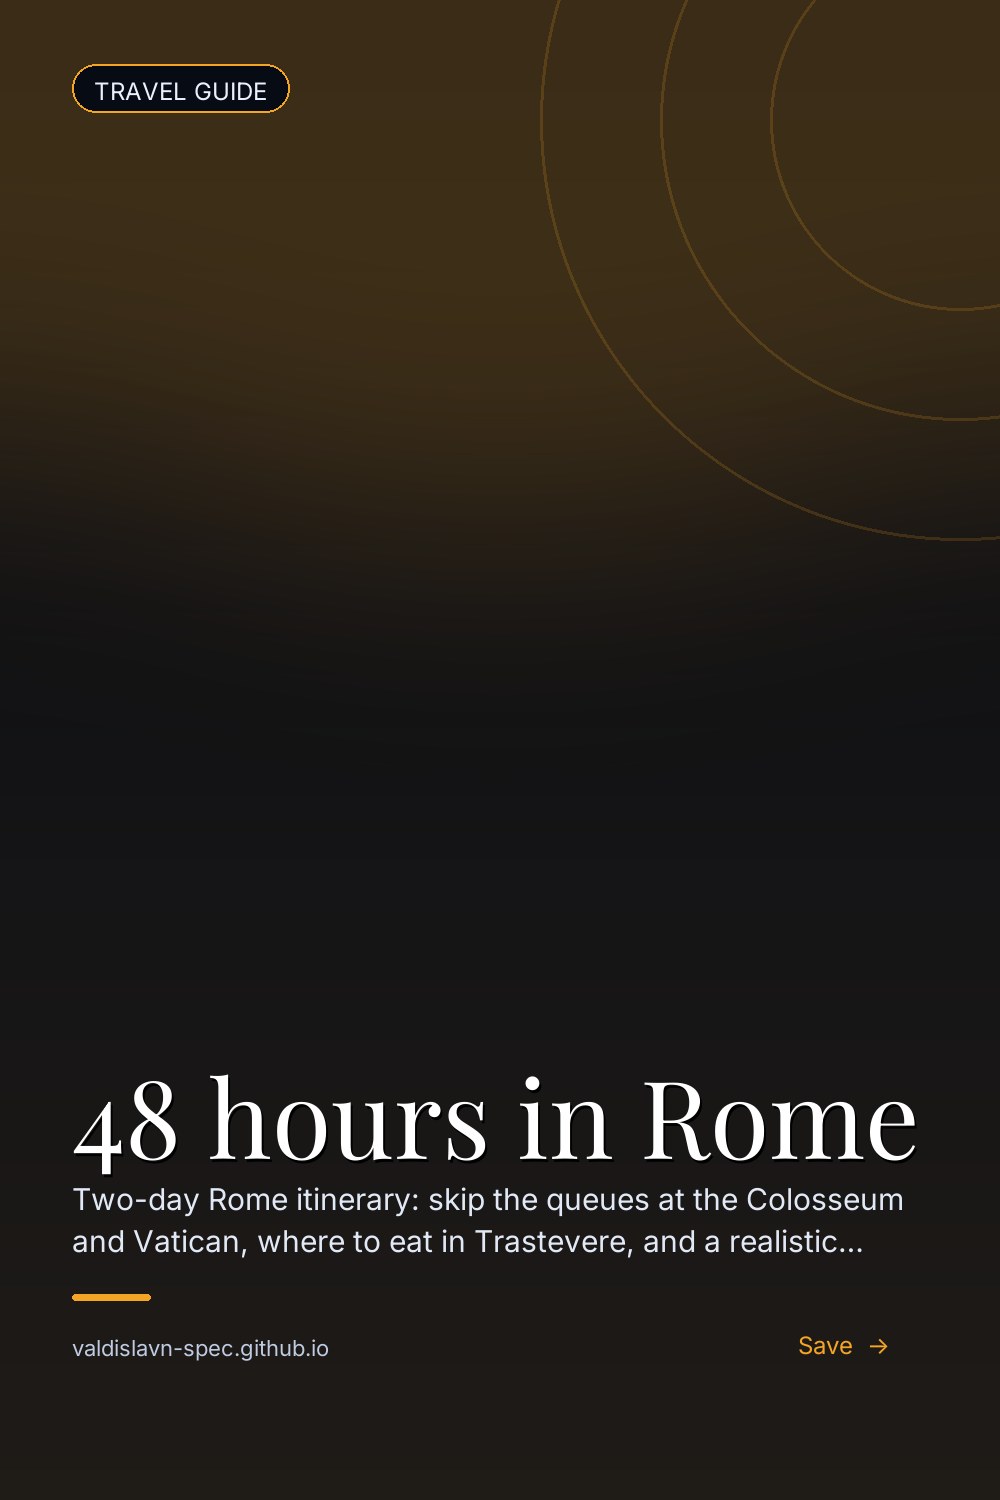 TRAVEL GUIDE
48 hours in Rome
Two-day Rome itinerary: skip the queues at the Colosseum
and Vatican, where to eat in Trastevere, and a realistic…
valdislavn-spec.github.io
Save →